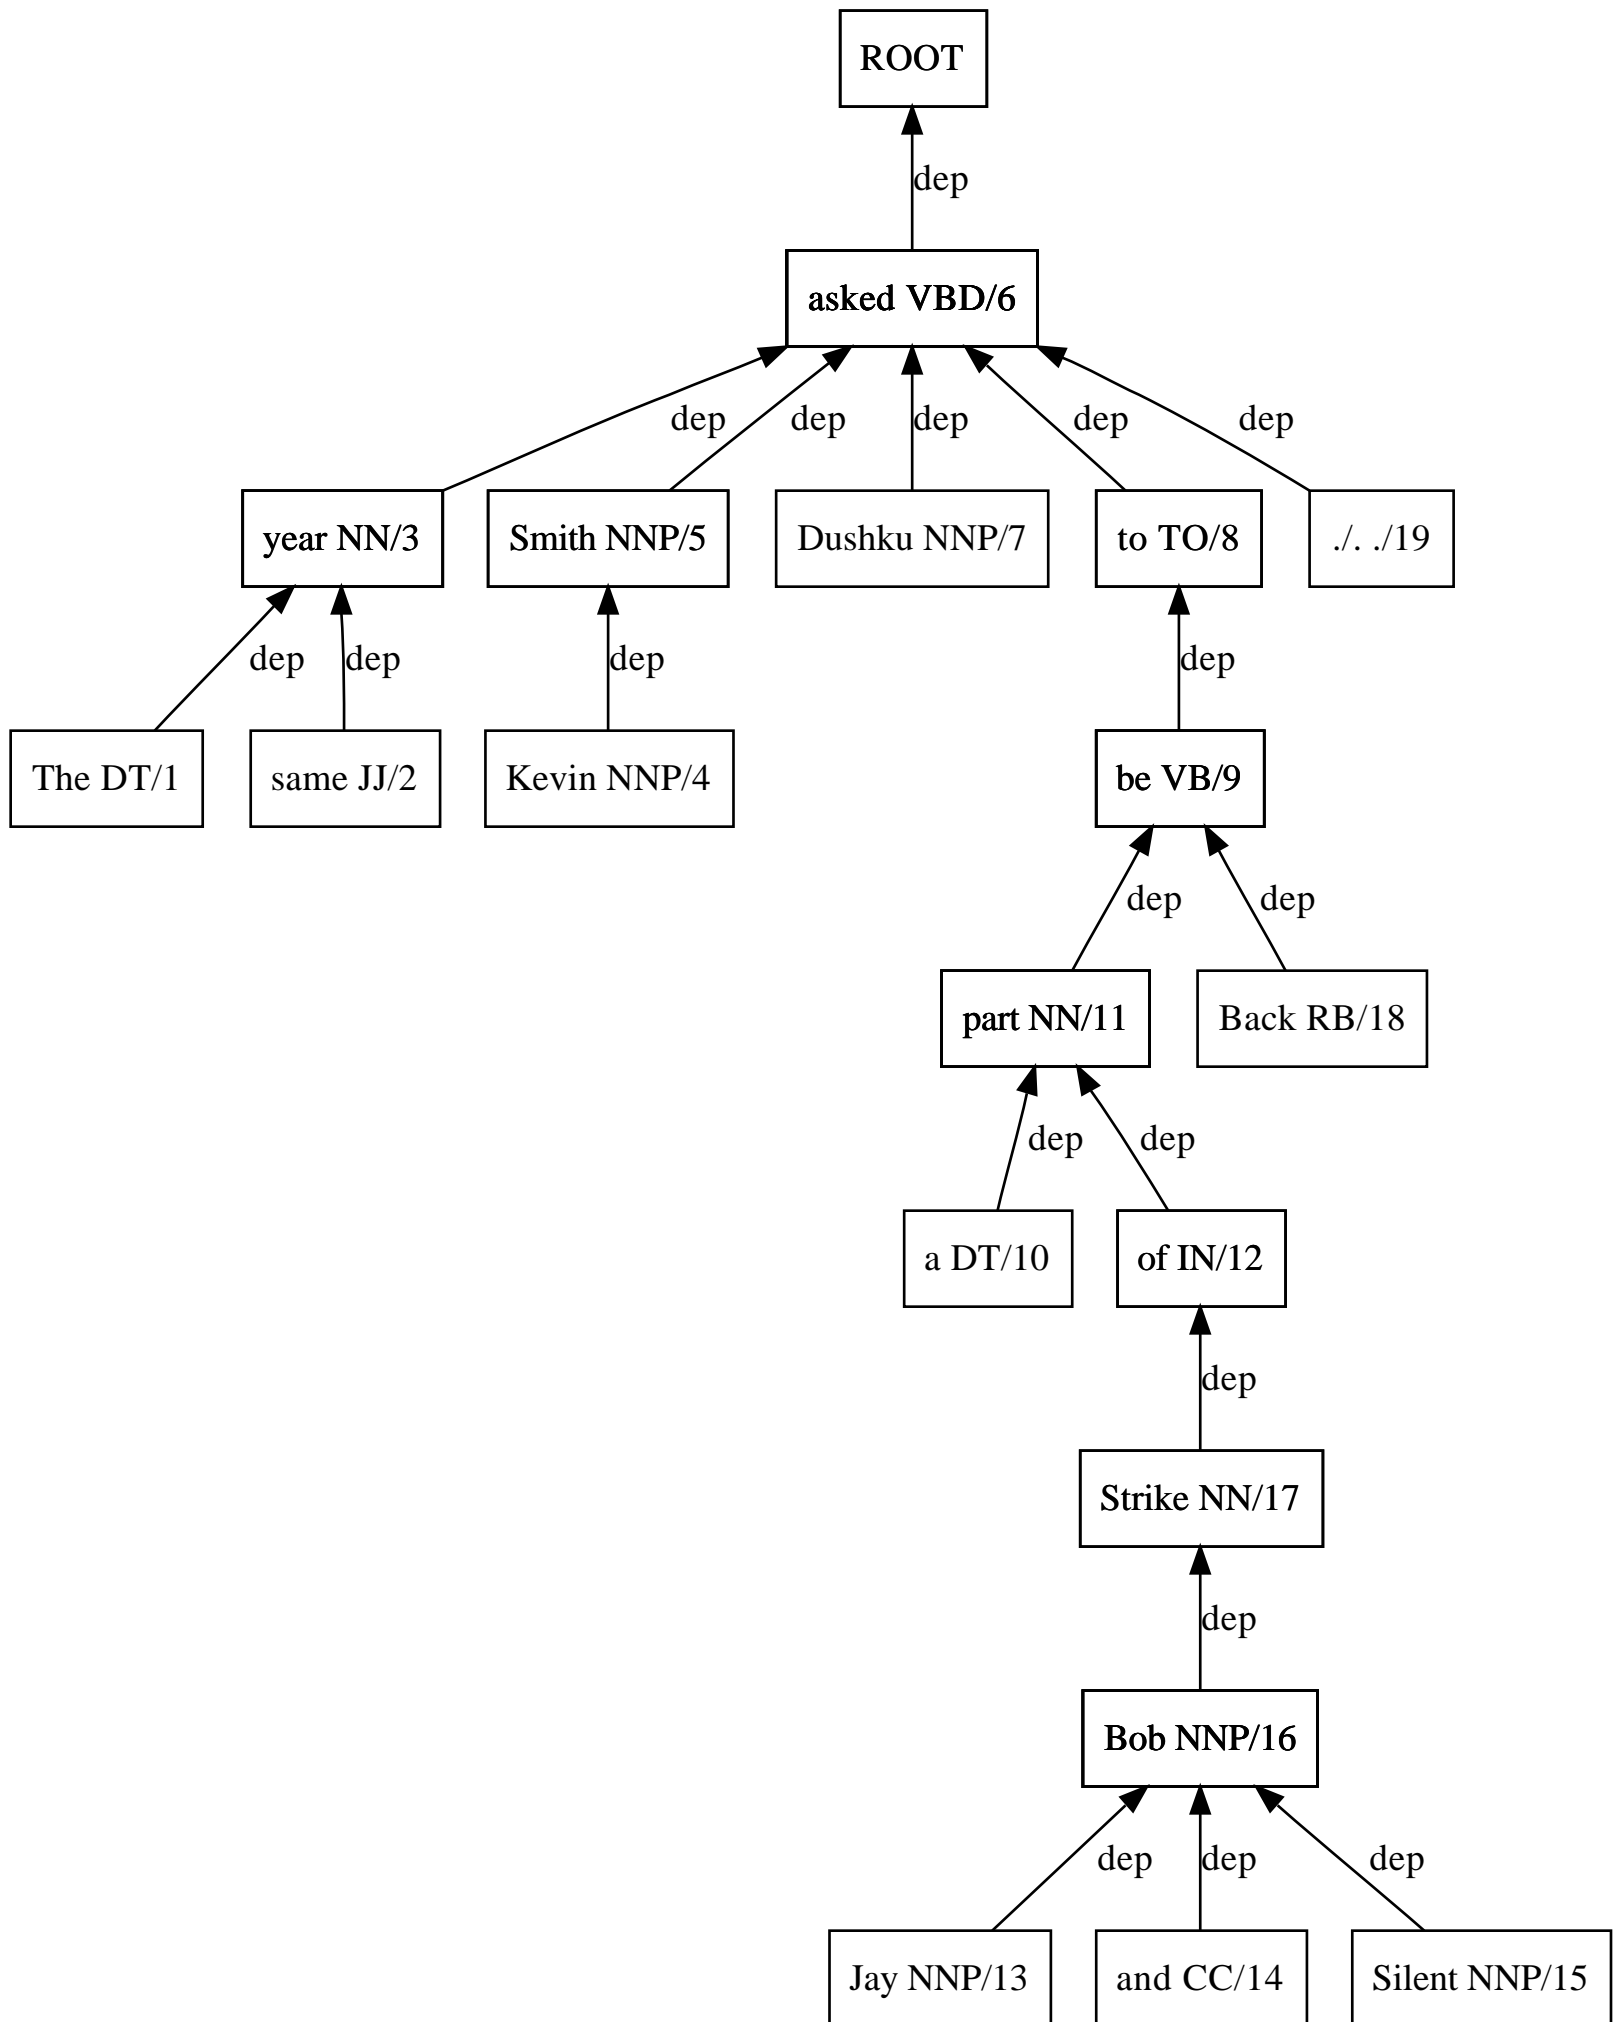 ROOT
dep
asked VBD/6
dep dep dep dep dep
year NN/3 Smith NNP/5 Dushku NNP/7 to TO/8 ./. ./19
dep dep dep dep
The DT/1 same JJ/2 Kevin NNP/4 be VB/9
dep dep
part NN/11 Back RB/18
dep dep
a DT/10 of IN/12
dep
Strike NN/17
dep
Bob NNP/16
dep dep dep
Jay NNP/13 and CC/14 Silent NNP/15